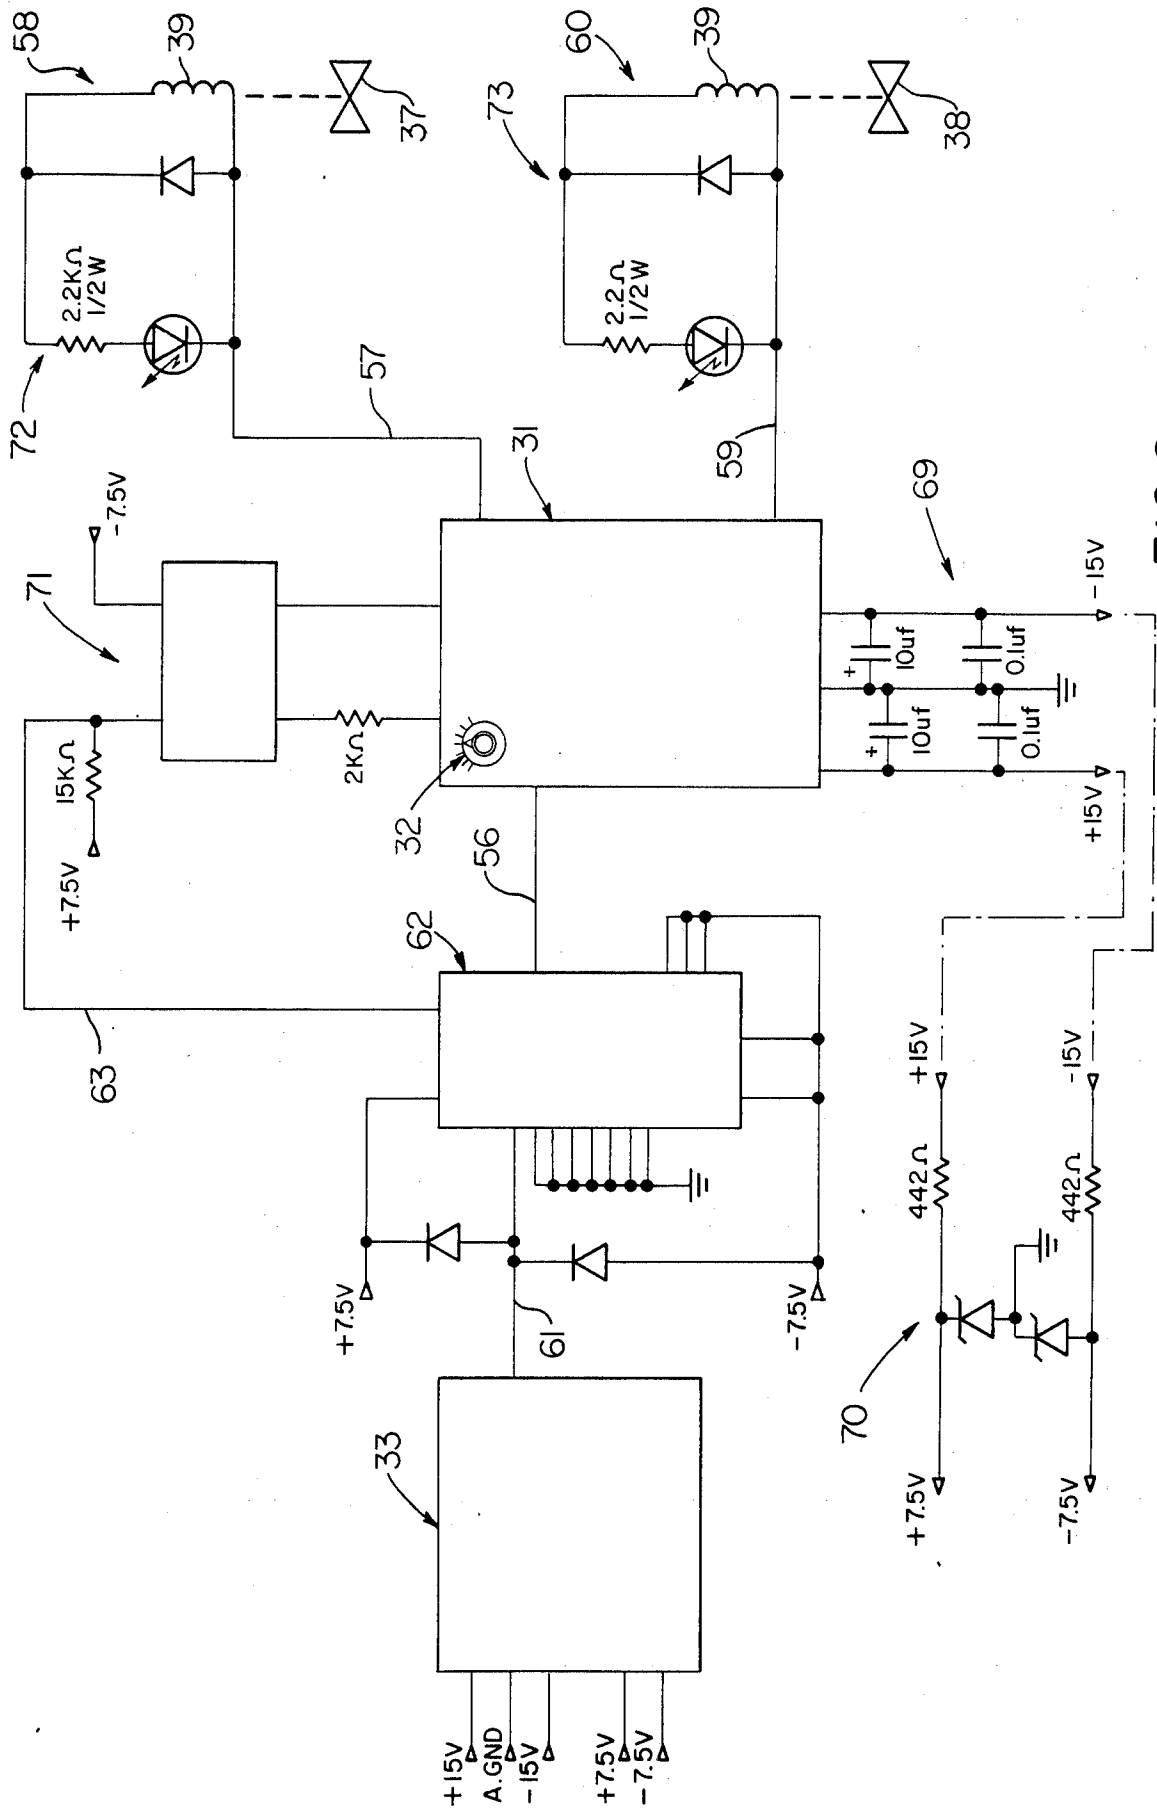 63
+7.5V
15KΩ
71
-7.5V
72
2.2KΩ
1/2W
58
39
+7.5V
33
62
32
2KΩ
57
37
+15V
A.GND
-15V
+7.5V
-7.5V
61
56
31
73
60
2.2Ω
1/2W
39
59
-7.5V
38
70
+7.5V
-7.5V
442Ω
442Ω
+15V
-15V
+
10uf
+
10uf
0.1uf
0.1uf
69
+15V
-15V